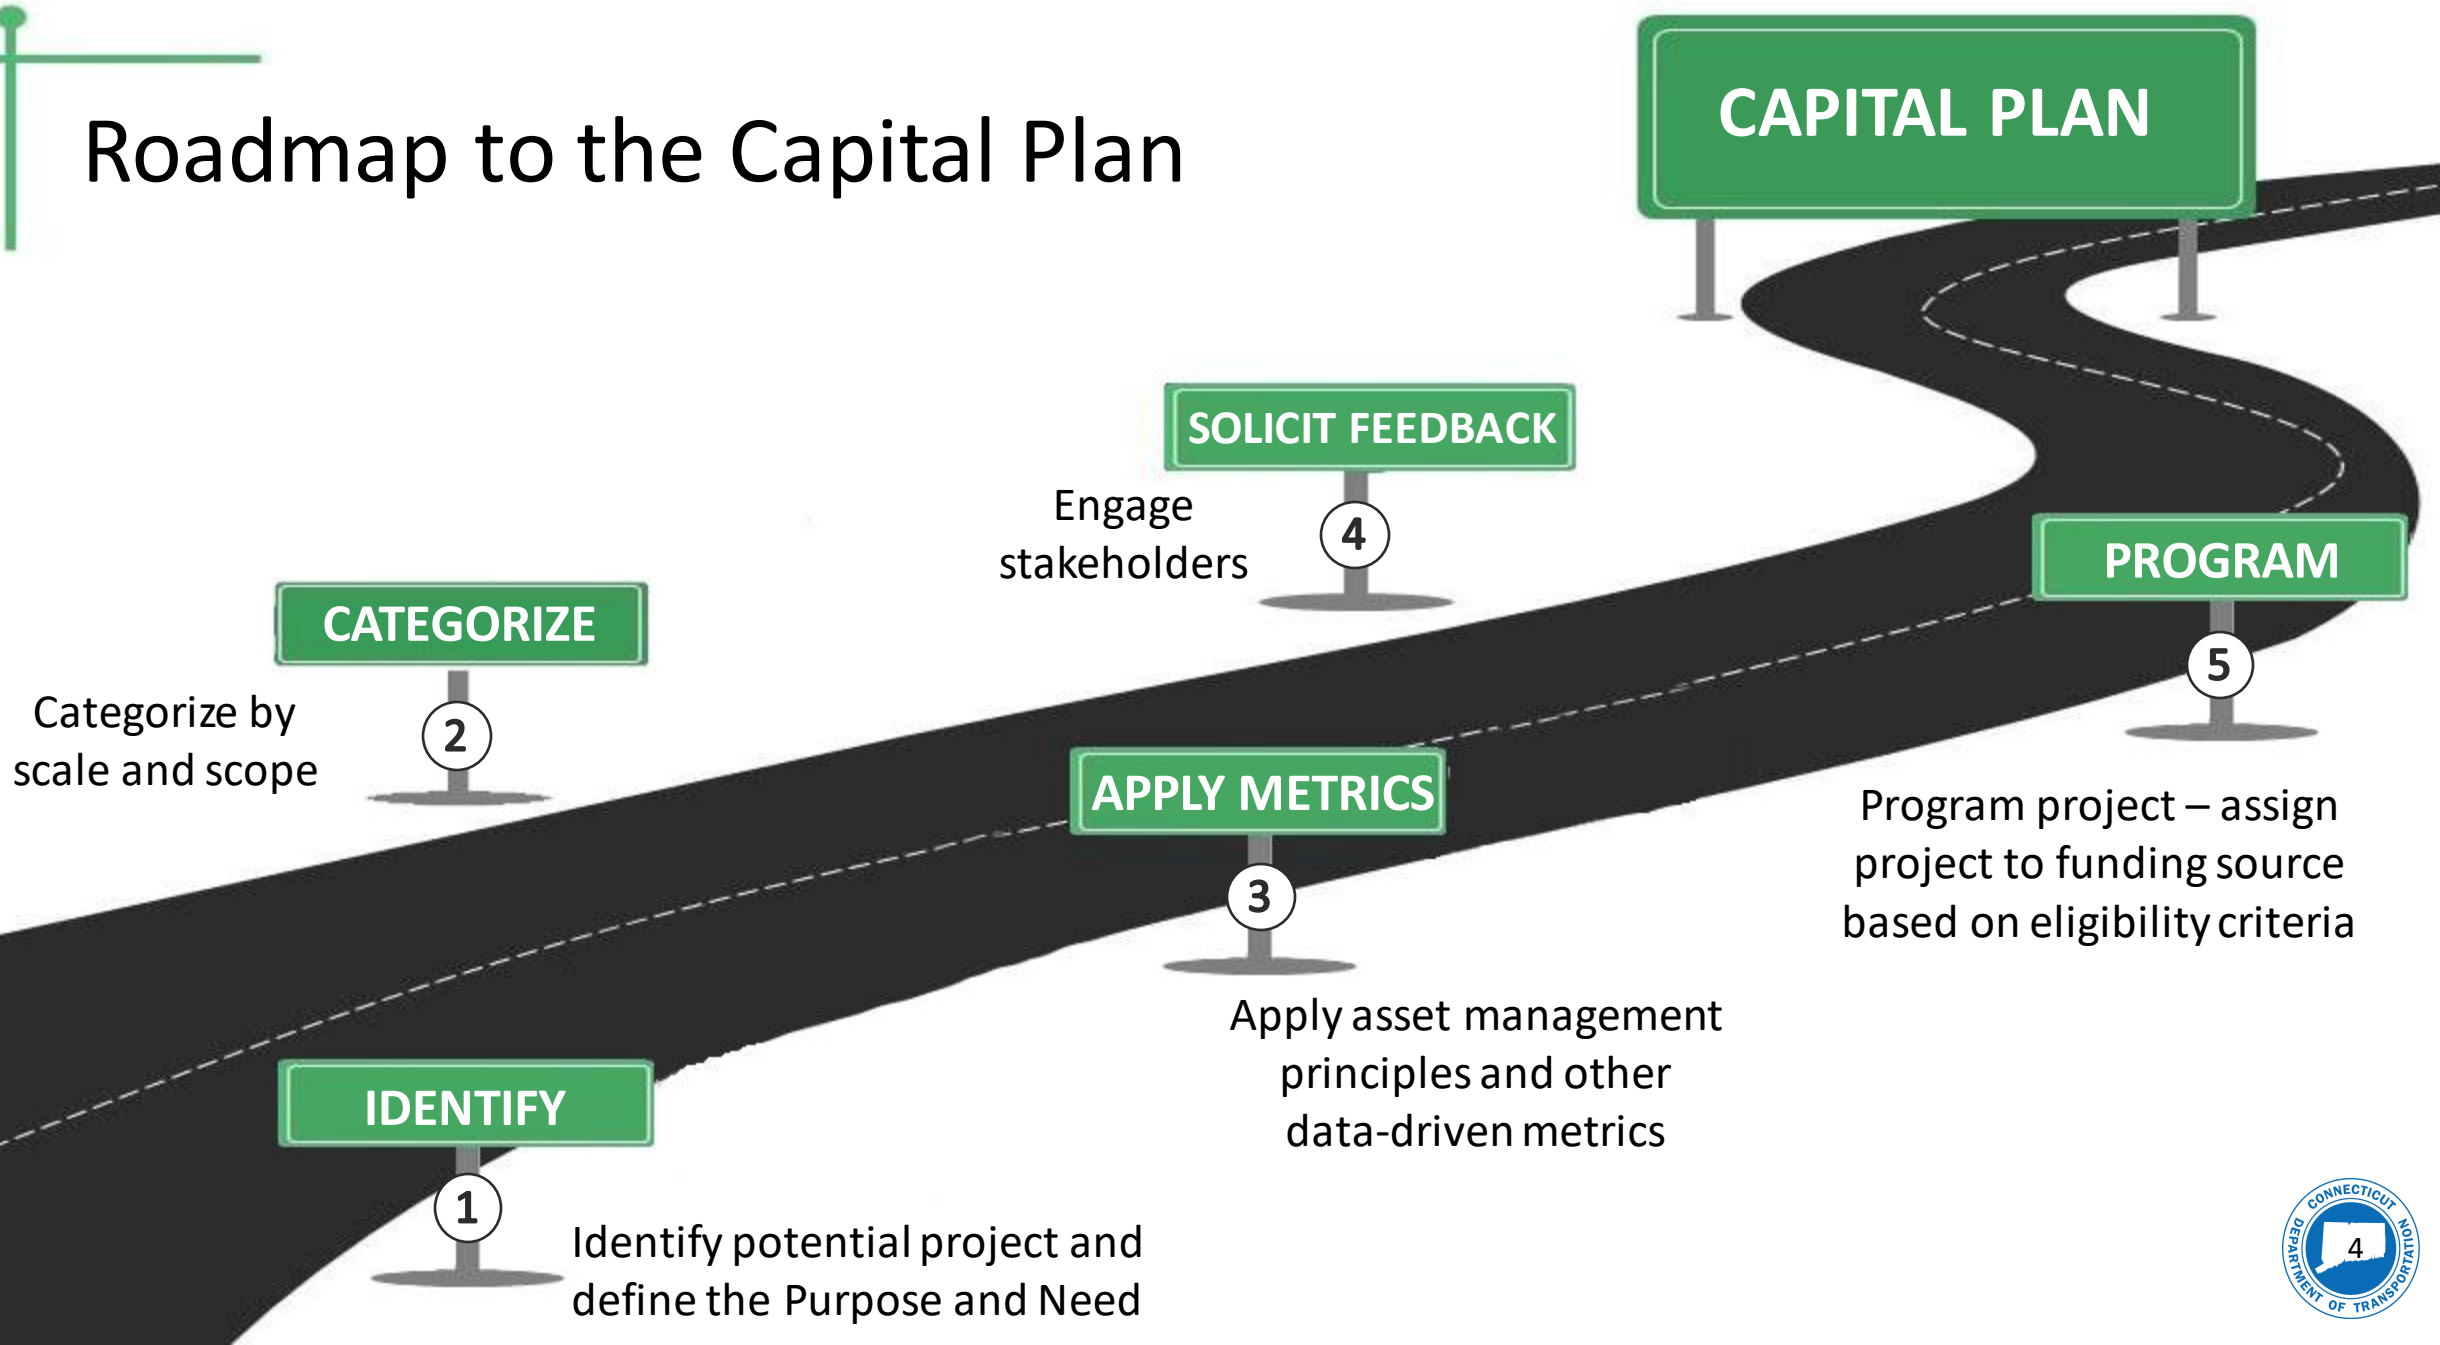 Roadmap to the Capital Plan
CAPITAL PLAN
SOLICIT FEEDBACK
Engage
stakeholders
4
PROGRAM
5
Program project – assign
project to funding source
based on eligibility criteria
CATEGORIZE
Categorize by
scale and scope
2
APPLY METRICS
3
Apply asset management
principles and other
data-driven metrics
IDENTIFY
1
Identify potential project and
define the Purpose and Need
CONNECTICUT
DEPARTMENT OF TRANSPORTATION
4